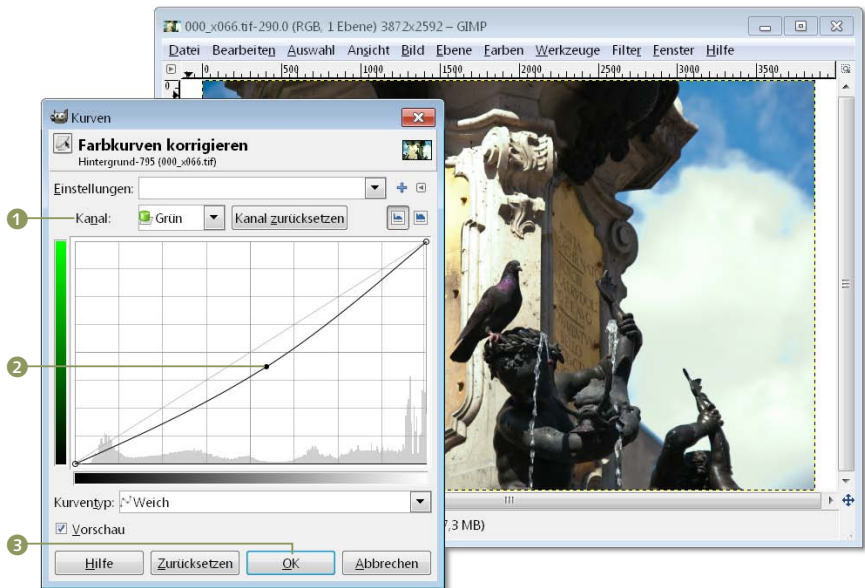 000_x066.tif-290.0 (RGB, 1 Ebene) 3872x2592 – GIMP
Datei Bearbeiten Auswahl Ansicht Bild Ebene Farben Werkzeuge Filter Fenster Hilfe
0 500 1000 1500 2000 2500 3000 3500
0
Kurven
Farbkurven korrigieren
Hintergrund-795 (000_x066.tif)
Einstellungen:
1 Kanal: Grün Kanal zurücksetzen
2
Kurventyp: Weich
Vorschau
7,3 MB)
3
Hilfe Zurücksetzen OK Abbrechen